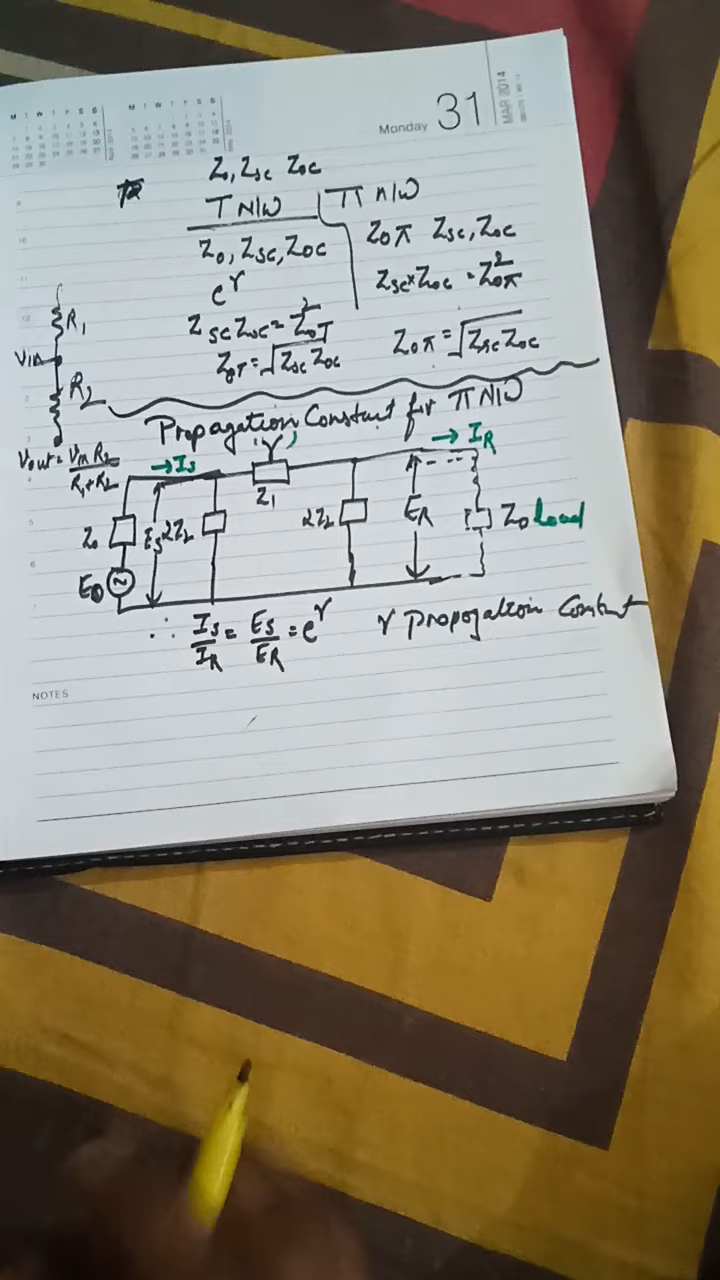 MAR 2014
Monday 31
Z₀, Zsc Zoc
T N/W
π N/W
Z₀, Zsc, Zoc
Z₀π Zsc, Zoc
e^γ
Zsc × Zoc = Z₀π²
Zsc Zoc = Z₀T²
Z₀T = √Zsc Zoc
Z₀π = √Zsc Zoc
R₁
Vin
R₂
Vout = Vin R₂
R₁+R₂
Propagation Constant for π N/W
"γ"
→ Is
→ IR
Z₁
Z₀
Es
2Z₂
2Z₂
ER
Z₀ Load
~
∴ Is/IR = Es/ER = e^γ
γ Propogation Constant
NOTES